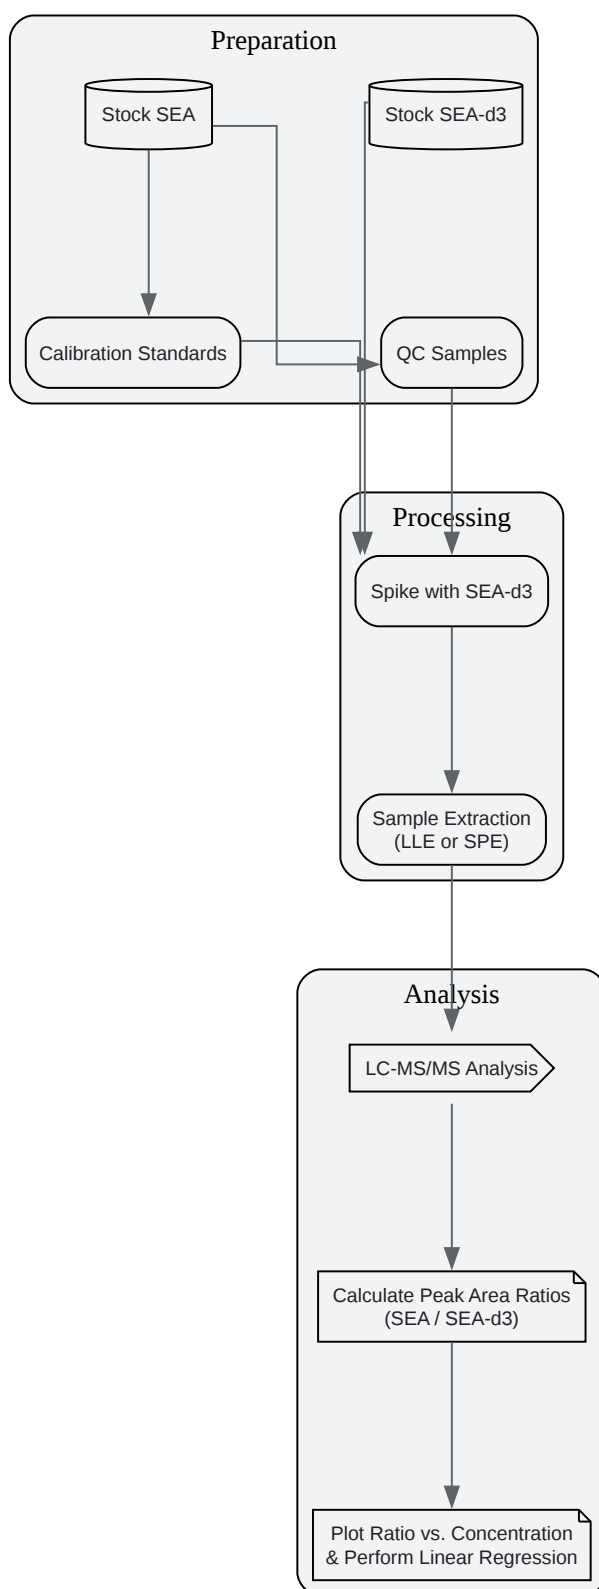 Preparation
Stock SEA
Stock SEA-d3
Calibration Standards
QC Samples
Processing
Spike with SEA-d3
Sample Extraction
(LLE or SPE)
Analysis
LC-MS/MS Analysis
Calculate Peak Area Ratios
(SEA / SEA-d3)
Plot Ratio vs. Concentration
& Perform Linear Regression